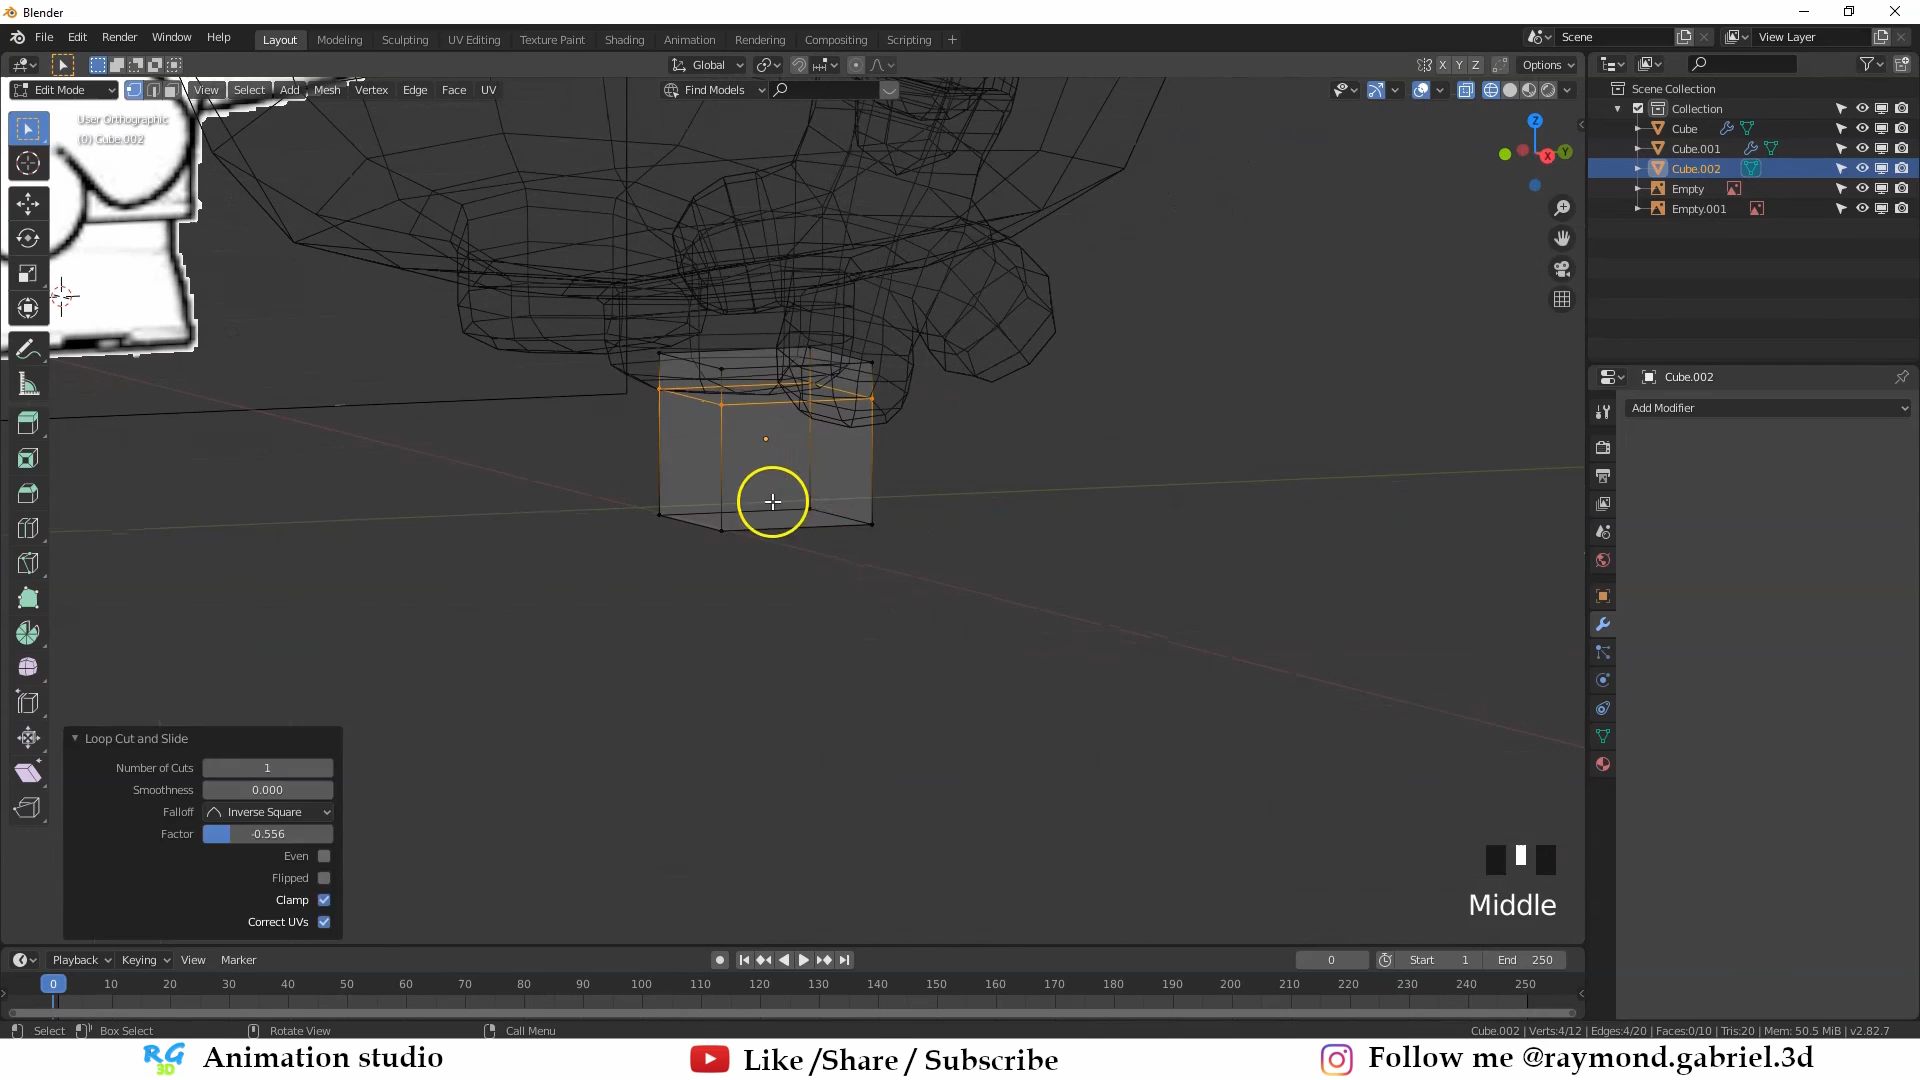 Blender
File Edit Render Window Help
Layout Modeling Sculpting UV Editing Texture Paint Shading Animation Rendering Compositing Scripting +
Scene
View Layer
Global
X Y Z
Options
Edit Mode
View Select Add Mesh Vertex Edge Face UV
Find Models
User Orthographic
(0) Cube.002
Z
X
Y
Scene Collection
Collection
Cube
Cube.001
Cube.002
Empty
Empty.001
Cube.002
Add Modifier
Loop Cut and Slide
Number of Cuts 1
Smoothness 0.000
Falloff Inverse Square
Factor -0.556
Even
Flipped
Clamp
Correct UVs
Middle
Playback Keying View Marker
0
Start 1
End 250
0 10 20 30 40 50 60 70 80 90 100 110 120 130 140 150 160 170 180 190 200 210 220 230 240 250
Select Box Select Rotate View Call Menu
Cube.002 | Verts:4/12 | Edges:4/20 | Faces:0/10 | Tris:20 | Mem: 50.5 MiB | v2.82.7
RG
3D
Animation studio
Like /Share / Subscribe
Follow me @raymond.gabriel.3d